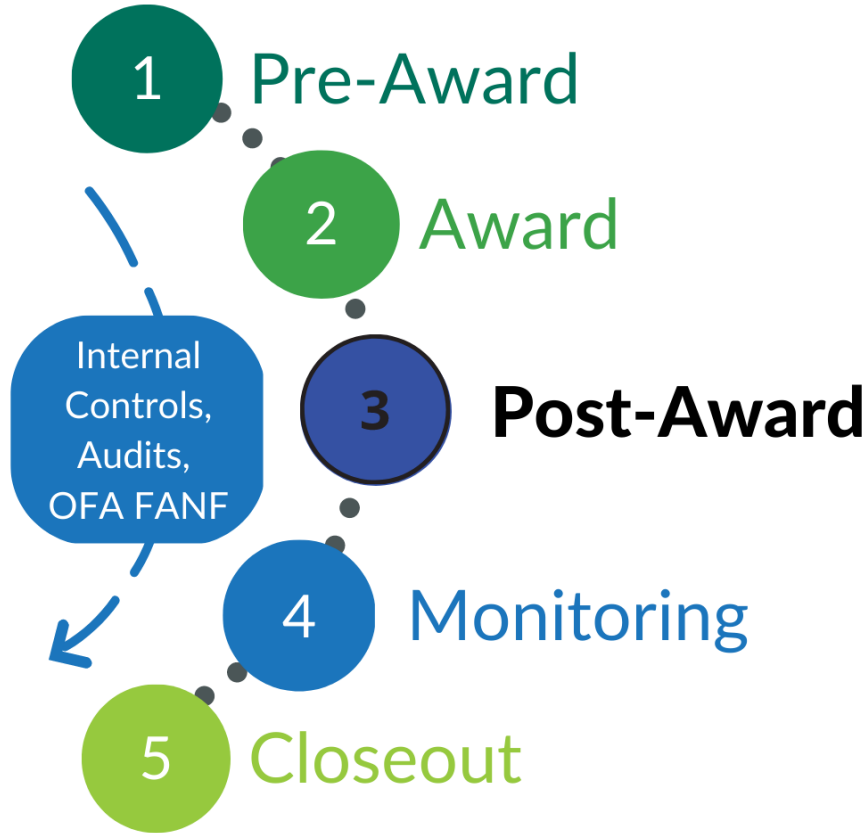 1 Pre-Award
2 Award
Internal
Controls,
Audits,
OFA FANF
3 Post-Award
4 Monitoring
5 Closeout